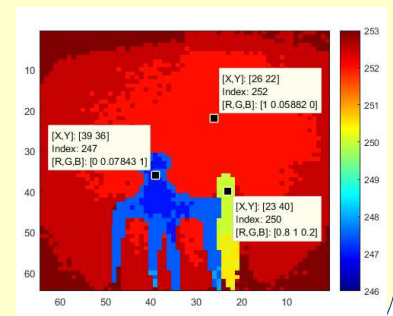 253
252
251
250
249
248
247
246
10
20
30
40
50
60
60
50
40
30
20
10
[X,Y]: [26 22]
Index: 252
[R,G,B]: [1 0.05882 0]
[X,Y]: [39 36]
Index: 247
[R,G,B]: [0 0.07843 1]
[X,Y]: [23 40]
Index: 250
[R,G,B]: [0.8 1 0.2]